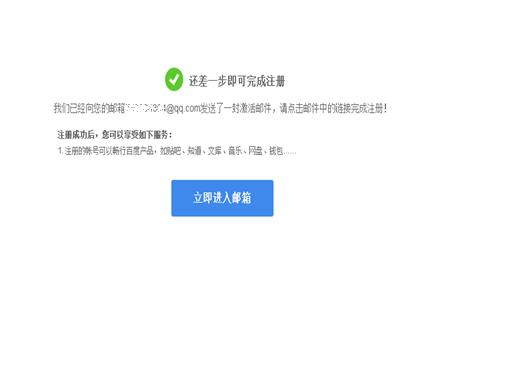 还差一步即可完成注册
我们已经向您的邮箱@qq.com发送了一封激活邮件，请点击邮件中的链接完成注册！
注册成功后，您可以享受如下服务：
1. 注册的帐号可以畅行百度产品，如贴吧、知道、文库、音乐、网盘、钱包……
立即进入邮箱